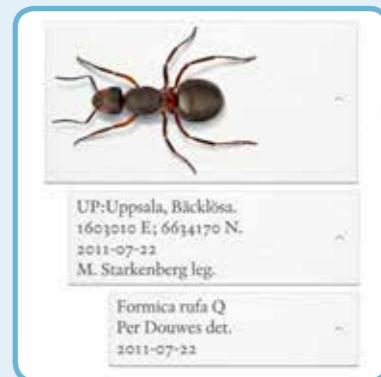 UP:Uppsala, Bäcklösa.
1603010 E; 6634170 N.
2011-07-22
M. Starkenberg leg.
Formica rufa Q
Per Douwes det.
2011-07-22